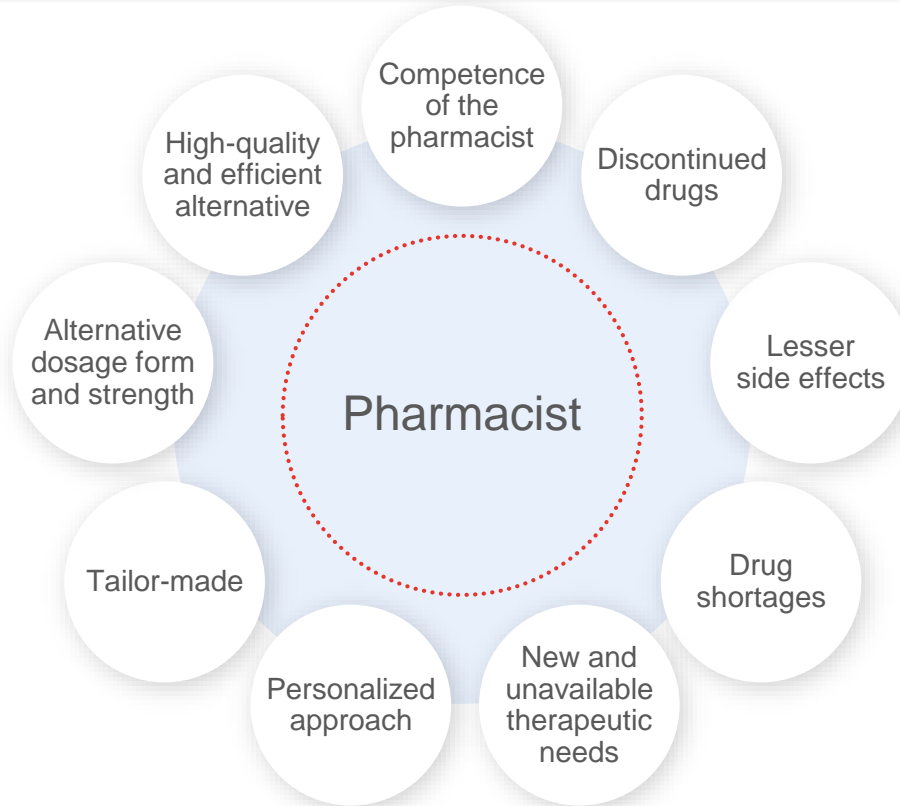 Competence
of the
pharmacist
Discontinued
drugs
Lesser
side effects
Drug
shortages
New and
unavailable
therapeutic
needs
Personalized
approach
Tailor-made
Alternative
dosage form
and strength
High-quality
and efficient
alternative
Pharmacist